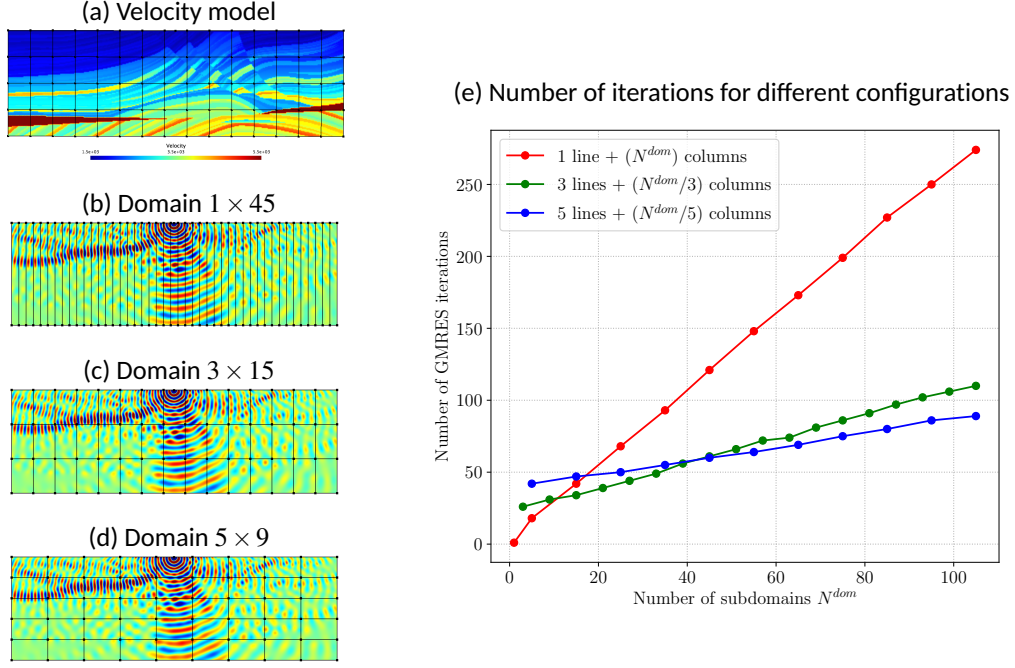 (a) Velocity model
Velocity
1.5e+03 3.5e+03 5.5e+03
(b) Domain 1 × 45
(c) Domain 3 × 15
(d) Domain 5 × 9
(e) Number of iterations for different configurations
1 line + (N^{dom}) columns
3 lines + (N^{dom}/3) columns
5 lines + (N^{dom}/5) columns
Number of GMRES iterations
250
200
150
100
50
0
0 20 40 60 80 100
Number of subdomains N^{dom}